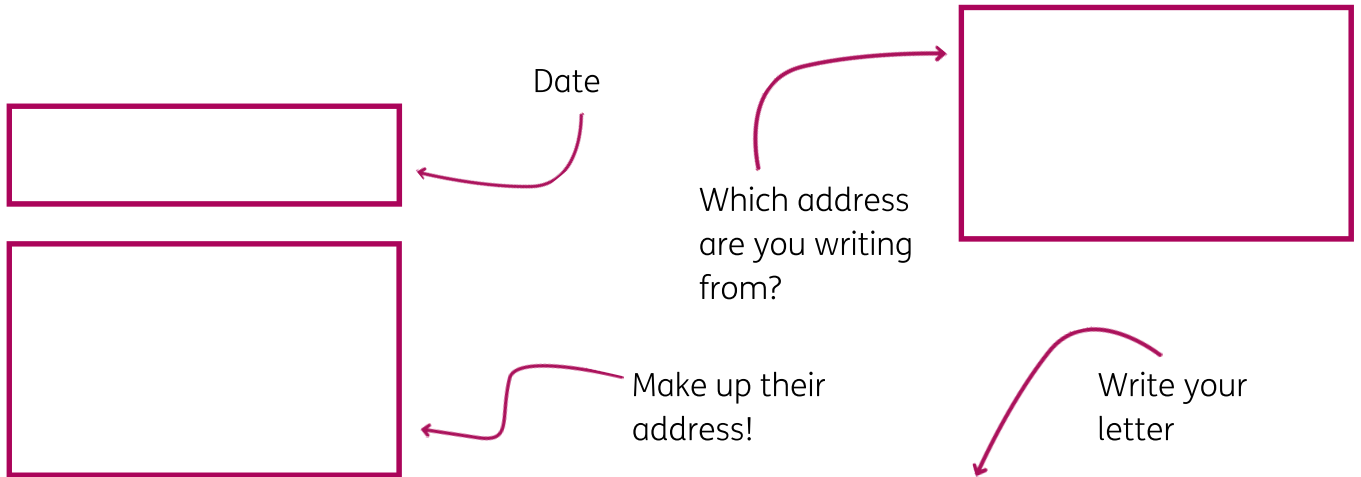 Date
Which address
are you writing
from?
Make up their
address!
Write your
letter